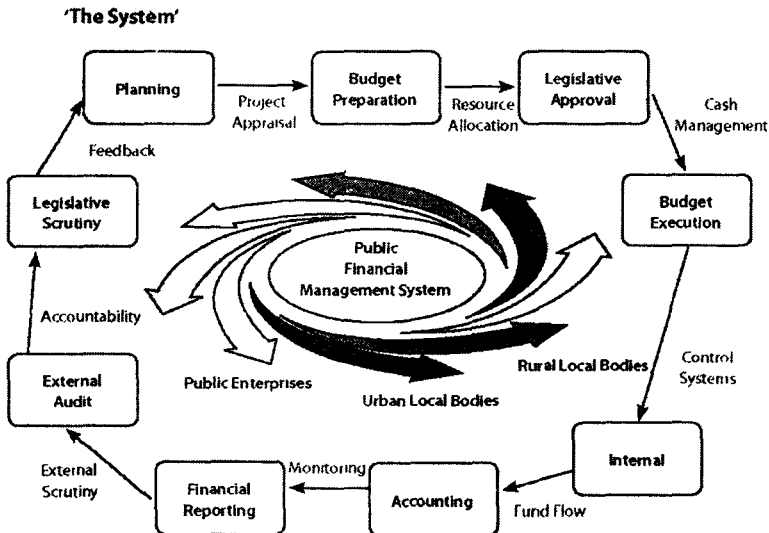 'The System'
Planning
Project
Appraisal
Budget
Preparation
Resource
Allocation
Legislative
Approval
Cash
Management
Budget
Execution
Control
Systems
Internal
Fund Flow
Accounting
Monitoring
Financial
Reporting
External
Scrutiny
External
Audit
Accountability
Legislative
Scrutiny
Feedback
Public
Financial
Management System
Public Enterprises
Urban Local Bodies
Rural Local Bodies